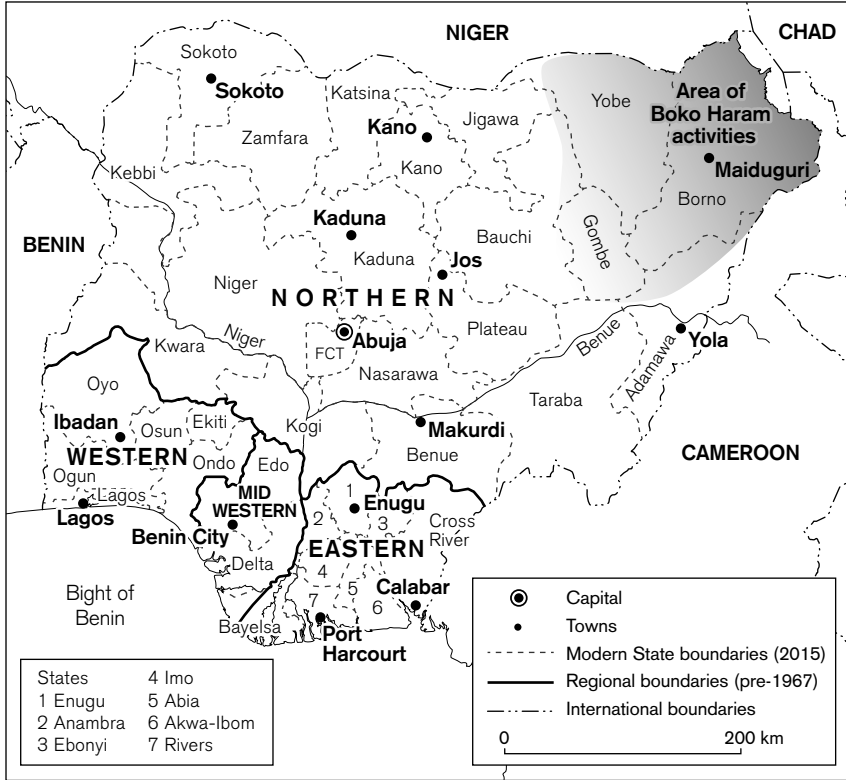 NIGER
CHAD
Sokoto
Sokoto
Katsina
Kano
Jigawa
Yobe
Area of
Boko Haram
activities
Zamfara
Kano
Maiduguri
Kebbi
Borno
Kaduna
Kaduna
BENIN
Bauchi
Gombe
Jos
Niger
NORTHERN
Niger
Abuja
FCT
Plateau
Benue
Yola
Adamawa
Kwara
Nasarawa
Oyo
Taraba
Ibadan
Osun
Ekiti
Kogi
Makurdi
Benue
CAMEROON
WESTERN
Ondo
Edo
Ogun
Lagos
Lagos
MID
WESTERN
1
Enugu
2
3
Cross
River
Benin City
EASTERN
Delta
4
5
6
7
Calabar
Bight of
Benin
Bayelsa
Port
Harcourt
States
1 Enugu
2 Anambra
3 Ebonyi
4 Imo
5 Abia
6 Akwa-Ibom
7 Rivers
Capital
Towns
Modern State boundaries (2015)
Regional boundaries (pre-1967)
International boundaries
0 200 km